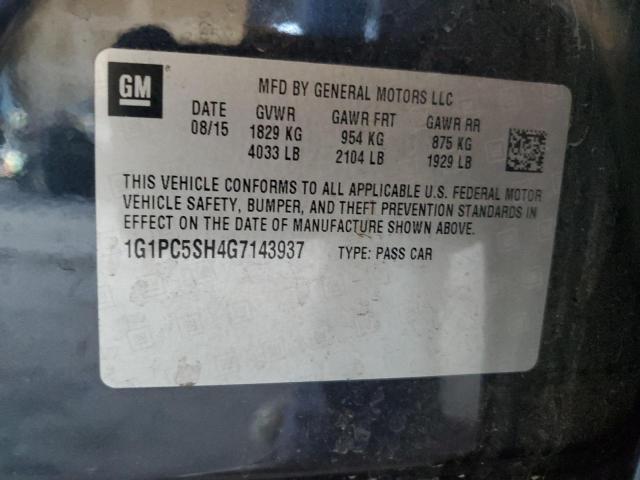 GM
MFD BY GENERAL MOTORS LLC
DATE GVWR GAWR FRT GAWR RR
08/15 1829 KG 954 KG 875 KG
4033 LB 2104 LB 1929 LB
THIS VEHICLE CONFORMS TO ALL APPLICABLE U.S. FEDERAL MOTOR
VEHICLE SAFETY, BUMPER, AND THEFT PREVENTION STANDARDS IN
EFFECT ON THE DATE OF MANUFACTURE SHOWN ABOVE.
1G1PC5SH4G7143937 TYPE: PASS CAR